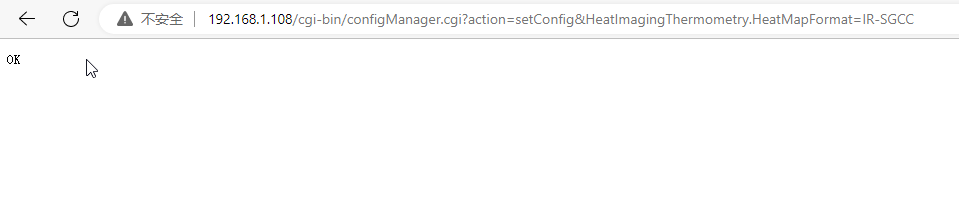 不安全 192.168.1.108/cgi-bin/configManager.cgi?action=setConfig&HeatImagingThermometry.HeatMapFormat=IR-SGCC
OK